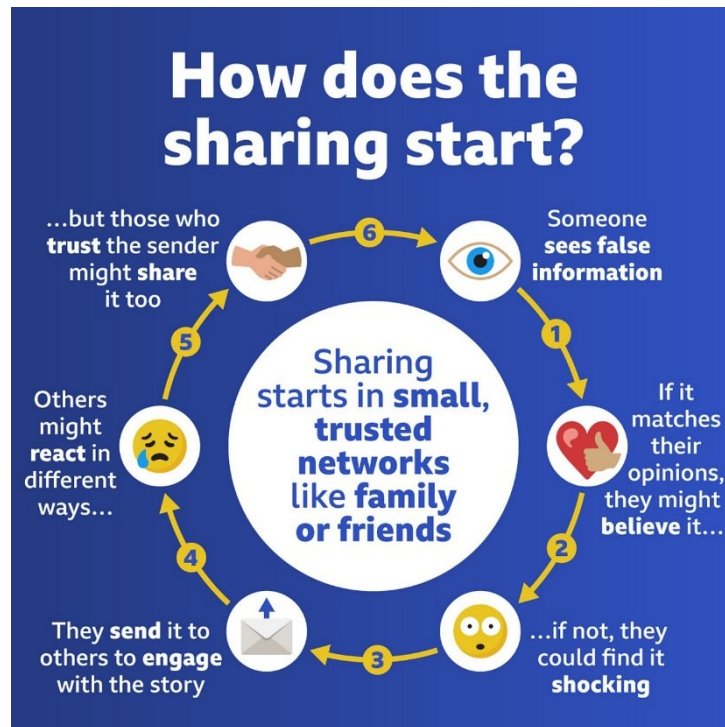 How does the
sharing start?
Someone
sees false
information
1
If it
matches
their
opinions,
they might
believe it...
2
...if not, they
could find it
shocking
3
They send it to
others to engage
with the story
4
Others
might
react in
different
ways...
5
...but those who
trust the sender
might share
it too
6
Sharing
starts in small,
trusted
networks
like family
or friends